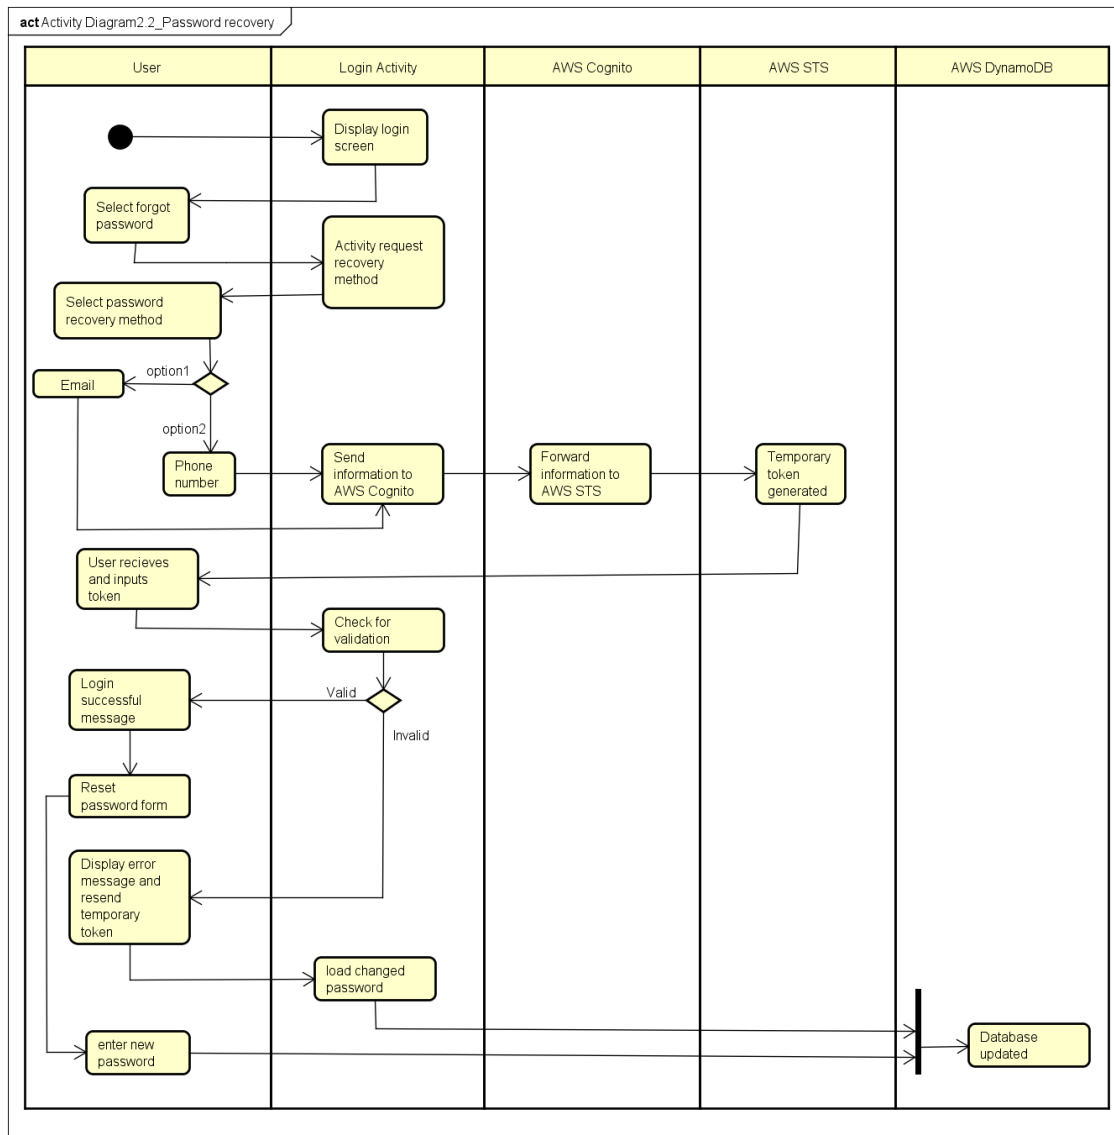 act Activity Diagram2.2_Password recovery
User
Login Activity
AWS Cognito
AWS STS
AWS DynamoDB
Display login
screen
Select forgot
password
Activity request
recovery
method
Select password
recovery method
option1
Email
option2
Phone
number
Send
information to
AWS Cognito
Forward
information to
AWS STS
Temporary
token
generated
User recieves
and inputs
token
Check for
validation
Login
successful
message
Valid
Invalid
Reset
password form
Display error
message and
resend
temporary
token
load changed
password
enter new
password
Database
updated